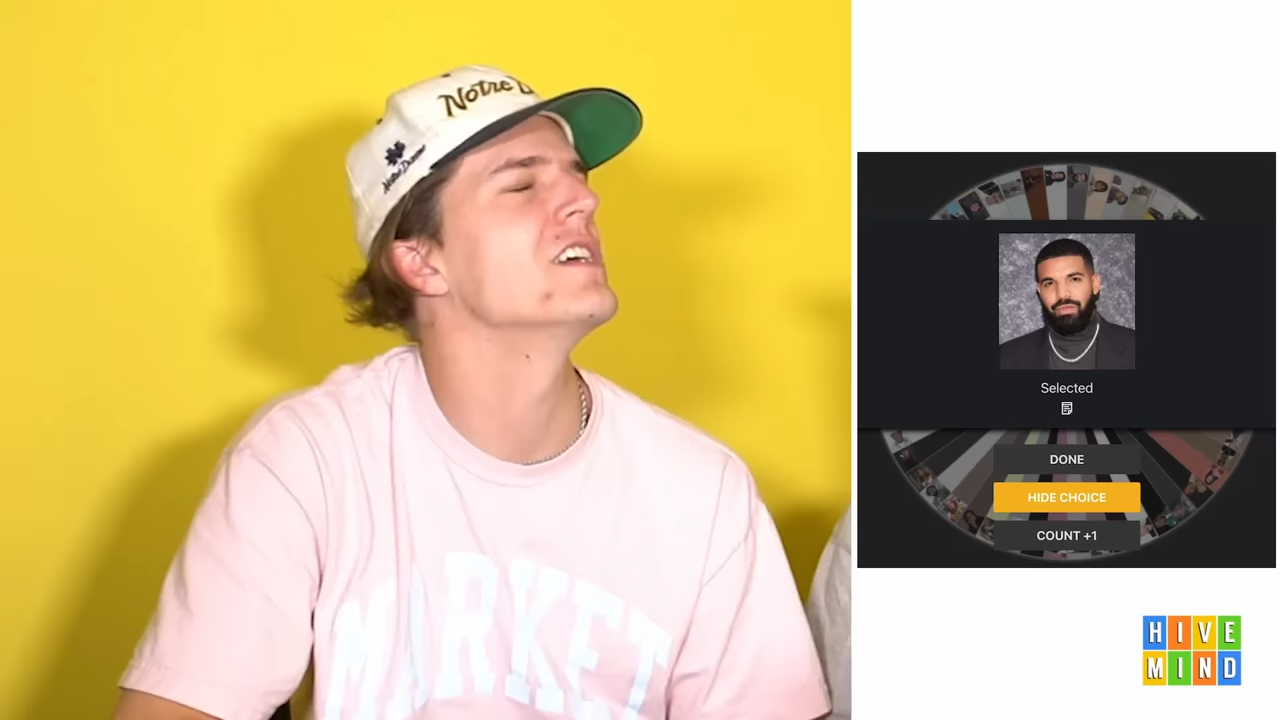 Notre D
Notre Dame
MARKET
Selected
DONE
HIDE CHOICE
COUNT +1
HIVE
MIND